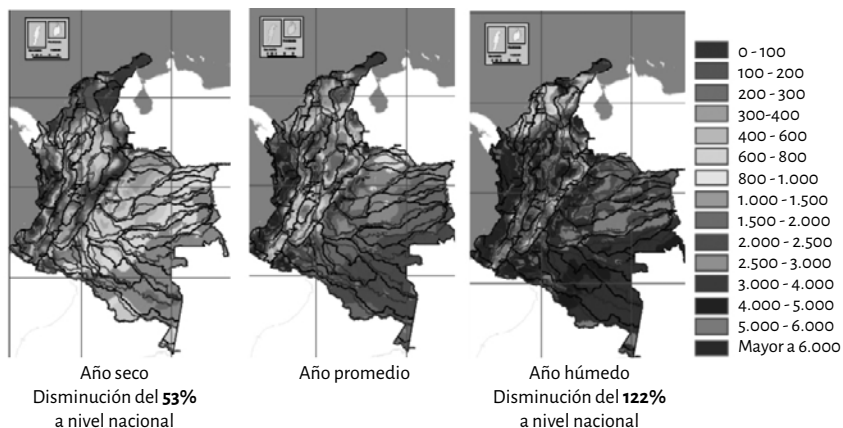 0 - 100
100 - 200
200 - 300
300-400
400 - 600
600 - 800
800 - 1.000
1.000 - 1.500
1.500 - 2.000
2.000 - 2.500
2.500 - 3.000
3.000 - 4.000
4.000 - 5.000
5.000 - 6.000
Mayor a 6.000
Año seco
Disminución del 53%
a nivel nacional
Año promedio
Año húmedo
Disminución del 122%
a nivel nacional